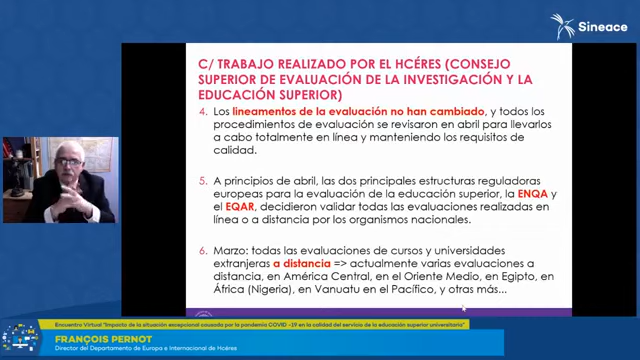 Sineace
C/ TRABAJO REALIZADO POR EL HCÉRES (CONSEJO
SUPERIOR DE EVALUACIÓN DE LA INVESTIGACIÓN Y LA
EDUCACIÓN SUPERIOR)
4. Los lineamentos de la evaluación no han cambiado, y todos los
procedimientos de evaluación se revisaron en abril para llevarlos
a cabo totalmente en línea y manteniendo los requisitos de
calidad.
5. A principios de abril, las dos principales estructuras reguladoras
europeas para la evaluación de la educación superior, la ENQA y
el EQAR, decidieron validar todas las evaluaciones realizadas en
línea o a distancia por los organismos nacionales.
6. Marzo: todas las evaluaciones de cursos y universidades
extranjeras a distancia => actualmente varias evaluaciones a
distancia, en América Central, en el Oriente Medio, en Egipto, en
África (Nigeria), en Vanuatu en el Pacífico, y otras más...
Encuentro Virtual "Impacto de la situación excepcional causada por la pandemia COVID -19 en la calidad del servicio de la educación superior universitaria"
FRANÇOIS PERNOT
Director del Departamento de Europa e Internacional de Hcéres